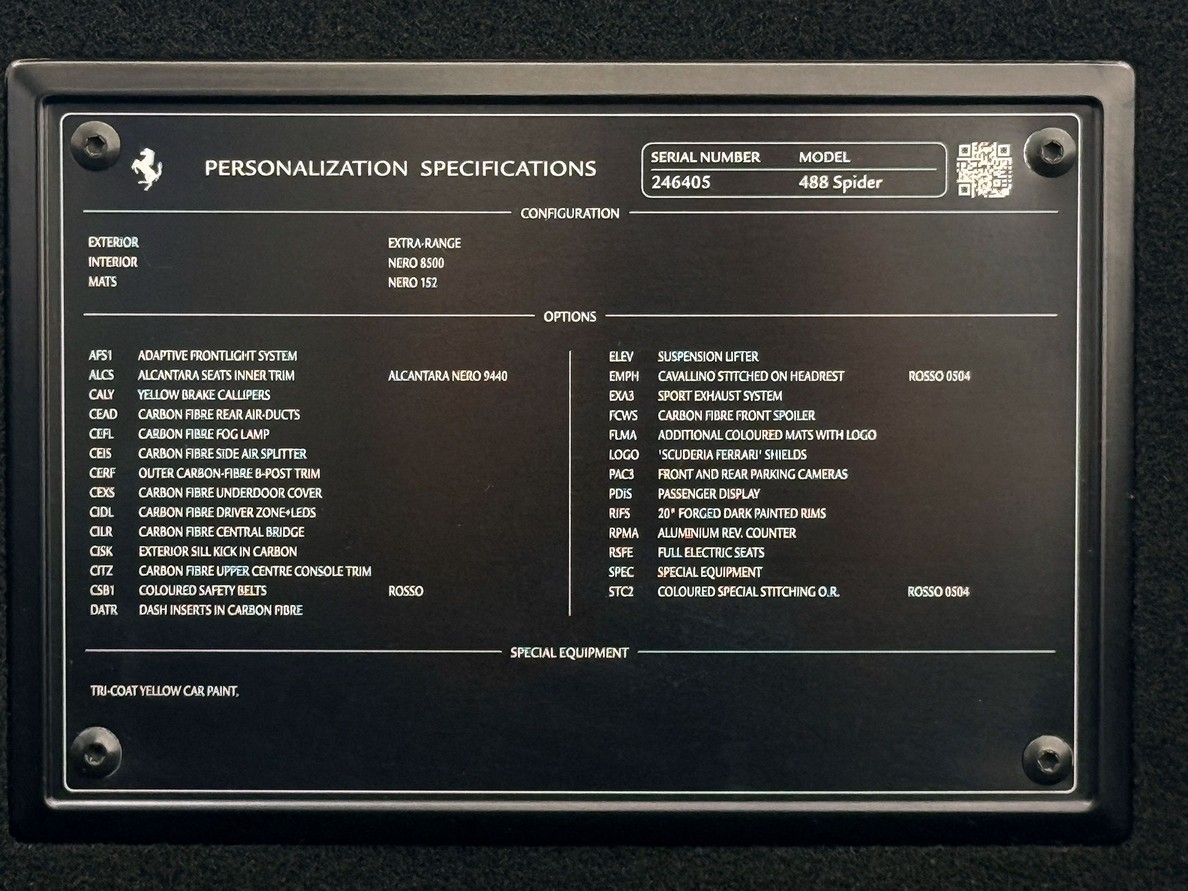 PERSONALIZATION SPECIFICATIONS
SERIAL NUMBER MODEL
246405 488 Spider
CONFIGURATION
EXTERIOR EXTRA-RANGE
INTERIOR NERO 8500
MATS NERO 152
OPTIONS
AFS1 ADAPTIVE FRONTLIGHT SYSTEM
ALCS ALCANTARA SEATS INNER TRIM ALCANTARA NERO 9440
CALY YELLOW BRAKE CALLIPERS
CEAD CARBON FIBRE REAR AIR-DUCTS
CEFL CARBON FIBRE FOG LAMP
CEIS CARBON FIBRE SIDE AIR SPLITTER
CERF OUTER CARBON-FIBRE B-POST TRIM
CEXS CARBON FIBRE UNDERDOOR COVER
CIDL CARBON FIBRE DRIVER ZONE+LEDS
CILR CARBON FIBRE CENTRAL BRIDGE
CISK EXTERIOR SILL KICK IN CARBON
CITZ CARBON FIBRE UPPER CENTRE CONSOLE TRIM
CSB1 COLOURED SAFETY BELTS ROSSO
DATR DASH INSERTS IN CARBON FIBRE
ELEV SUSPENSION LIFTER
EMPH CAVALLINO STITCHED ON HEADREST ROSSO 0504
EXA3 SPORT EXHAUST SYSTEM
FCWS CARBON FIBRE FRONT SPOILER
FLMA ADDITIONAL COLOURED MATS WITH LOGO
LOGO 'SCUDERIA FERRARI' SHIELDS
PAC3 FRONT AND REAR PARKING CAMERAS
PDIS PASSENGER DISPLAY
RIFS 20" FORGED DARK PAINTED RIMS
RPMA ALUMINIUM REV. COUNTER
RSFE FULL ELECTRIC SEATS
SPEC SPECIAL EQUIPMENT
STC2 COLOURED SPECIAL STITCHING O.R. ROSSO 0504
SPECIAL EQUIPMENT
TRI-COAT YELLOW CAR PAINT,